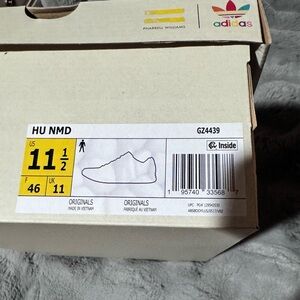 PHARRELL WILLIAMS
adidas
HU NMD
GZ4439
US
11 1/2
F
46
UK
11
Inside
ORIGINALS
ORIGINALS
MADE IN VIETNAM
FABRIQUÉ AU VIETNAM
1 95740 33568